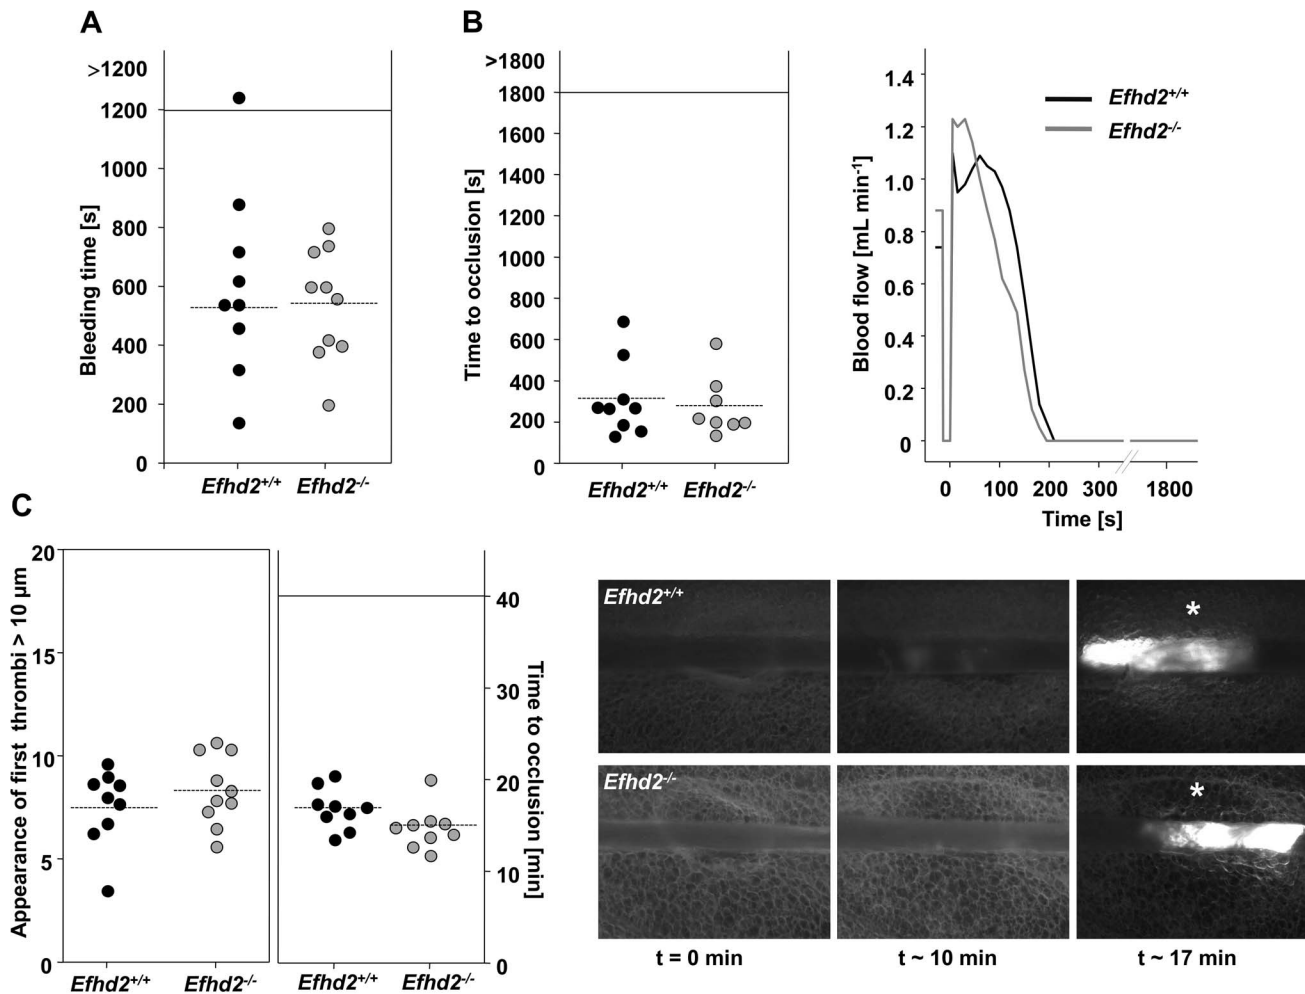 A
>1200
1200
1000
800
600
400
200
0
Bleeding time [s]
Efhd2+/+
Efhd2-/-
B
>1800
1800
1600
1400
1200
1000
800
600
400
200
0
Time to occlusion [s]
Efhd2+/+
Efhd2-/-
1.4
1.2
1.0
0.8
0.6
0.4
0.2
0
Blood flow [mL min-1]
Efhd2+/+
Efhd2-/-
0
100
200
300
1800
Time [s]
C
20
15
10
5
0
Appearance of first thrombi > 10 µm
Efhd2+/+
Efhd2-/-
40
30
20
10
0
Time to occlusion [min]
Efhd2+/+
Efhd2-/-
Efhd2+/+
*
Efhd2-/-
*
t = 0 min
t ~ 10 min
t ~ 17 min